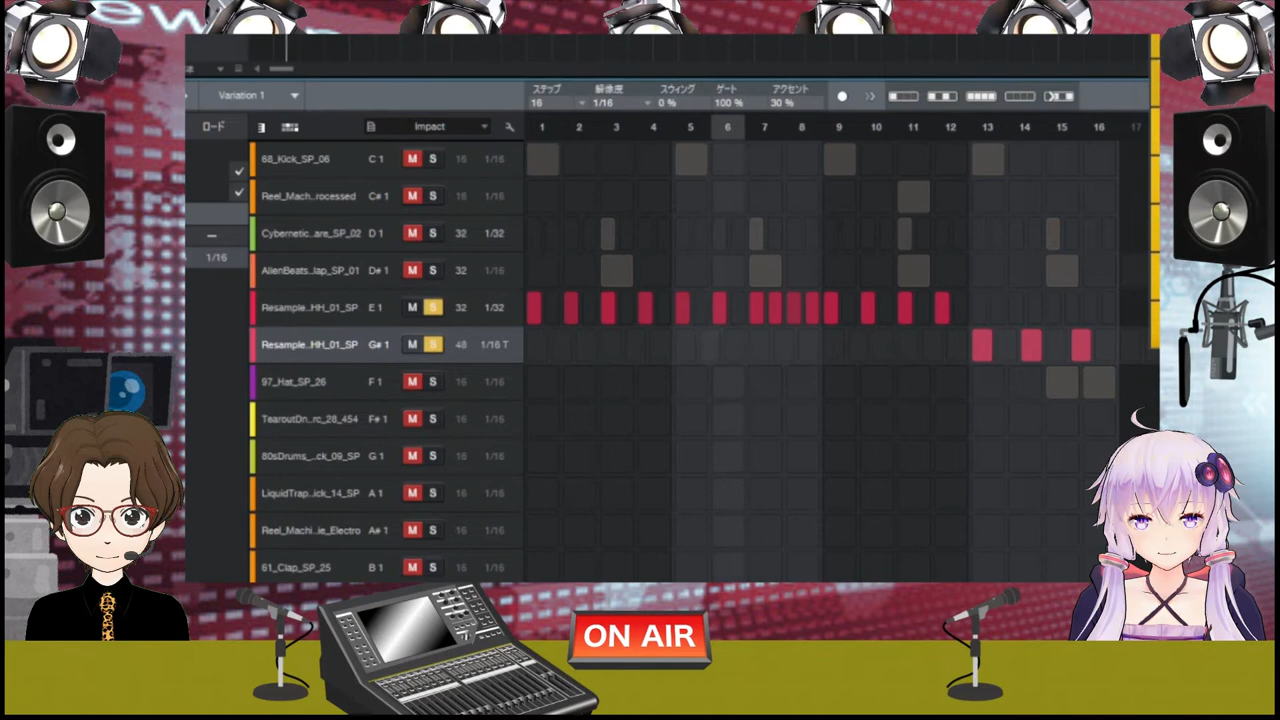 ew
Variation 1
ステップ 解像度 スウィング ゲート アクセント
16 1/16 0 % 100 % 30 %
ロード Impact 1 2 3 4 5 6 7 8 9 10 11 12 13 14 15 16 17
68_Kick_SP_06 C 1 M S 16 1/16
Reel_Mach..rocessed C# 1 M S 16 1/16
Cybernetic..are_SP_02 D 1 M S 32 1/32
1/16
AlienBeats..lap_SP_01 D# 1 M S 32 1/16
Resample..HH_01_SP E 1 M S 32 1/32
Resample..HH_01_SP G# 1 M S 48 1/16 T
97_Hat_SP_26 F 1 M S 16 1/16
TearoutDn..rc_28_454 F# 1 M S 16 1/16
80sDrums_..ck_09_SP G 1 M S 16 1/16
LiquidTrap..ick_14_SP A 1 M S 16 1/16
Reel_Machi..ie_Electro A# 1 M S 16 1/16
61_Clap_SP_25 B 1 M S 16 1/16
ON AIR